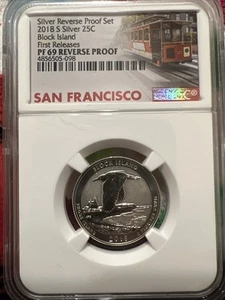 Silver Reverse Proof Set
2018 S Silver 25C
Block Island
First Releases
PF 69 REVERSE PROOF
4856505-098
SAN FRANCISCO
BLOCK ISLAND
2018